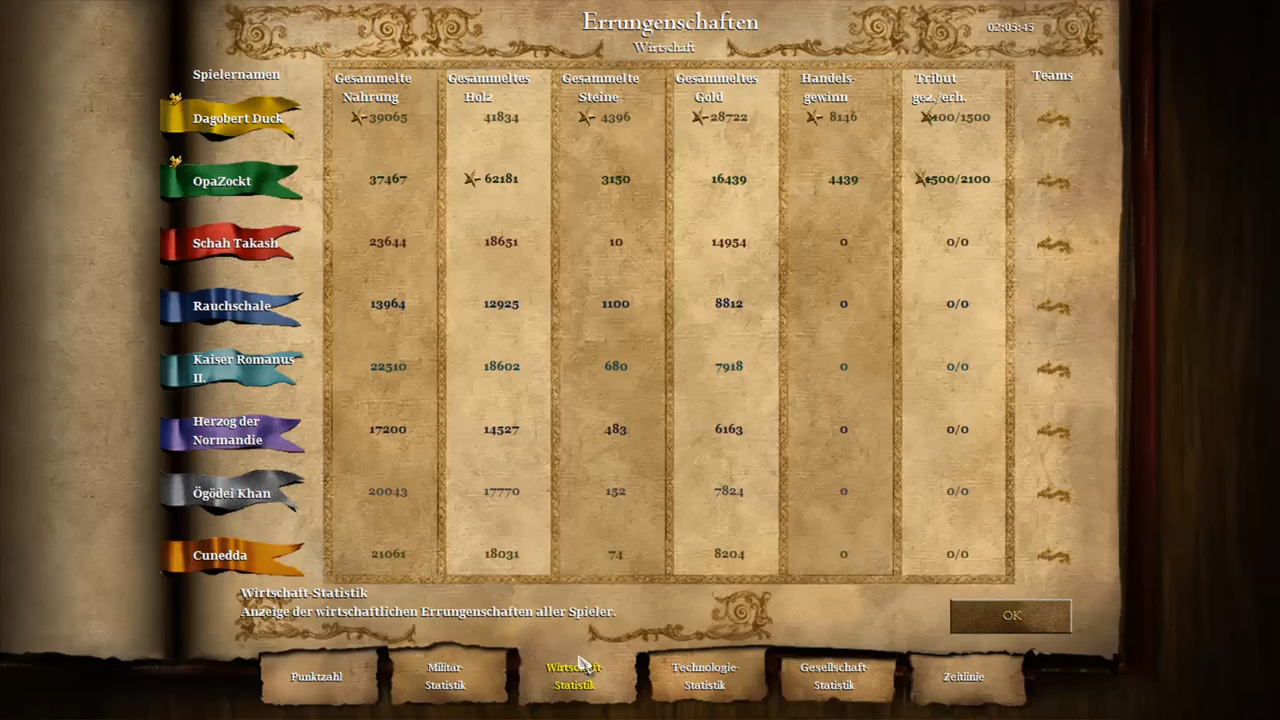 Errungenschaften
Wirtschaft
02:05:45
Spielernamen
Gesammelte Nahrung
Gesammeltes Holz
Gesammelte Steine
Gesammeltes Gold
Handels-gewinn
Tribut gez./erh.
Teams
Dagobert Duck 39065 41834 4396 28722 8146 /1500
OpaZockt 37467 62181 3150 16439 4439 /2100
Schah Takash 23644 18651 10 14954 0 0/0
Rauchschale 13964 12925 1100 8812 0 0/0
Kaiser Romanus II. 22510 18602 680 7918 0 0/0
Herzog der Normandie 17200 14527 483 6163 0 0/0
Ögödei Khan 20043 17770 152 7824 0 0/0
Cunedda 21061 18031 74 8204 0 0/0
Wirtschaft-Statistik
Anzeige der wirtschaftlichen Errungenschaften aller Spieler.
OK
Punktzahl
Militär-Statistik
Wirtschaft-Statistik
Technologie-Statistik
Gesellschaft-Statistik
Zeitlinie